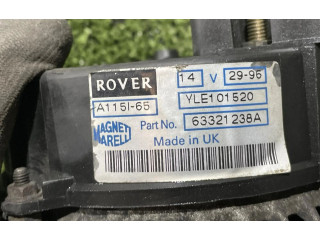 ROVER 14 V 29-96
A115I-65 YLE101520
MAGNETI MARELLI Part No. 63321238A
Made in UK